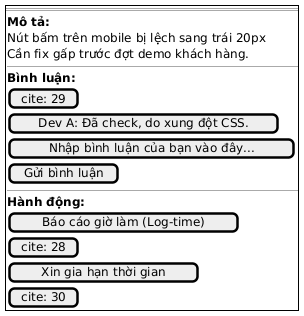 Mô tả:
Nút bấm trên mobile bị lệch sang trái 20px
Cần fix gấp trước đợt demo khách hàng.
Bình luận:
cite: 29
Dev A: Đã check, do xung đột CSS.
Nhập bình luận của bạn vào đây...
Gửi bình luận
Hành động:
Báo cáo giờ làm (Log-time)
cite: 28
Xin gia hạn thời gian
cite: 30